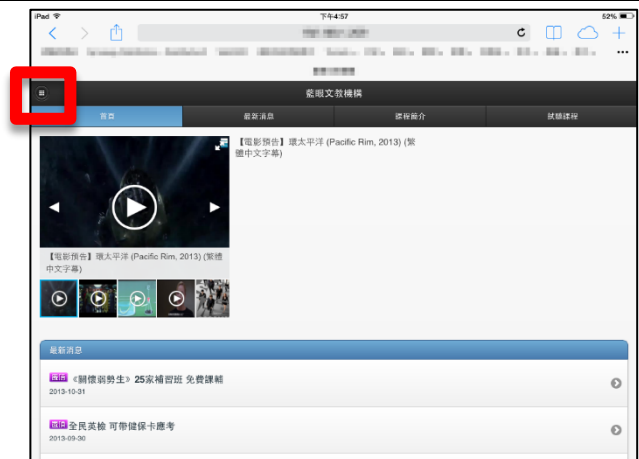 iPad
下午4:57
52%
藍眼文教機構
首頁
最新消息
課程簡介
試聽課程
【電影預告】環太平洋 (Pacific Rim, 2013) (繁
體中文字幕)
【電影預告】環太平洋 (Pacific Rim, 2013) (繁體
中文字幕)
最新消息
《關懷弱勢生》25家補習班 免費課輔
2013-10-31
全民英檢 可帶健保卡應考
2013-09-30